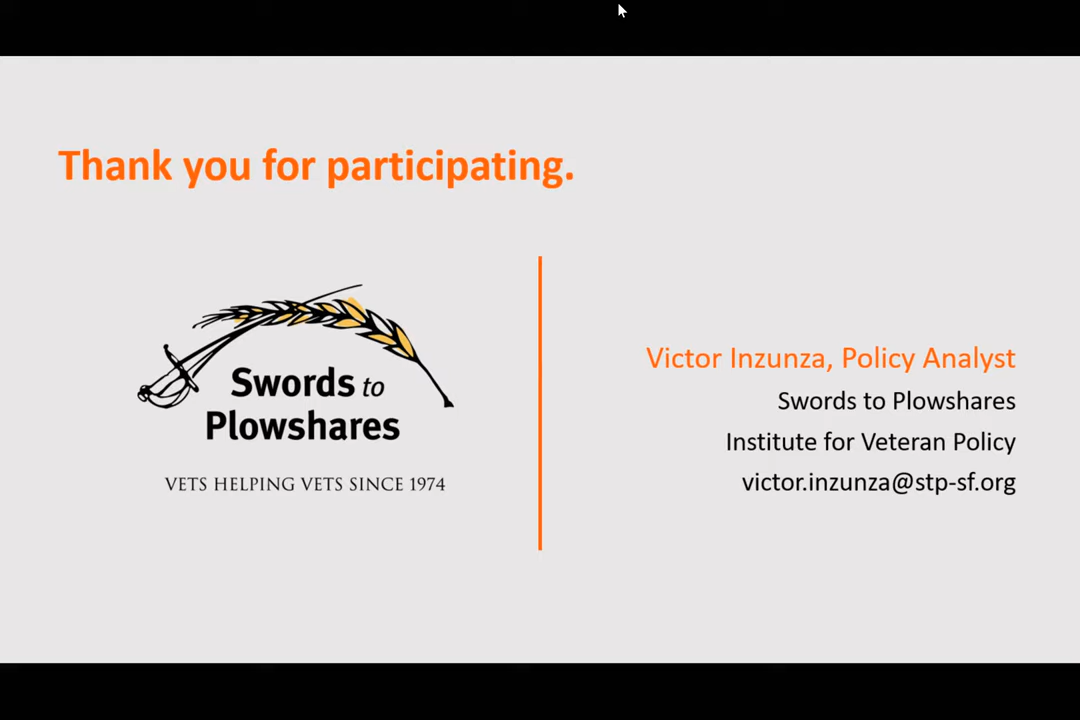 Thank you for participating.
Swords to
Plowshares
VETS HELPING VETS SINCE 1974
Victor Inzunza, Policy Analyst
Swords to Plowshares
Institute for Veteran Policy
victor.inzunza@stp-sf.org